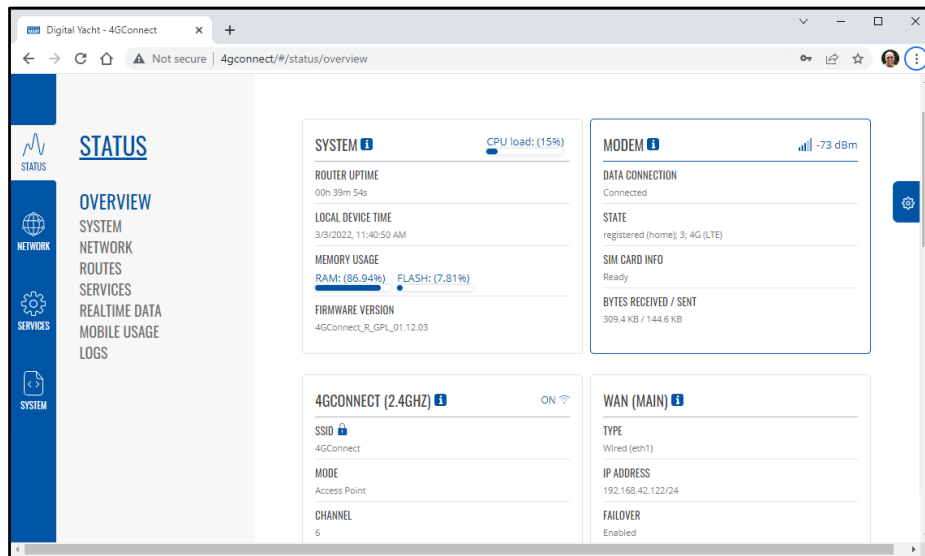 Digital Yacht - 4GConnect
Not secure | 4gconnect/#/status/overview
STATUS
NETWORK
SERVICES
SYSTEM
STATUS
OVERVIEW
SYSTEM
NETWORK
ROUTES
SERVICES
REALTIME DATA
MOBILE USAGE
LOGS
SYSTEM
CPU load: (15%)
ROUTER UPTIME
00h 39m 54s
LOCAL DEVICE TIME
3/3/2022, 11:40:50 AM
MEMORY USAGE
RAM: (86.94%) FLASH: (7.81%)
FIRMWARE VERSION
4GConnect_R_GPL_01.12.03
MODEM
-73 dBm
DATA CONNECTION
Connected
STATE
registered (home); 3; 4G (LTE)
SIM CARD INFO
Ready
BYTES RECEIVED / SENT
309.4 KB / 144.6 KB
4GCONNECT (2.4GHZ)
ON
SSID
4GConnect
MODE
Access Point
CHANNEL
6
WAN (MAIN)
TYPE
Wired (eth1)
IP ADDRESS
192.168.42.122/24
FAILOVER
Enabled